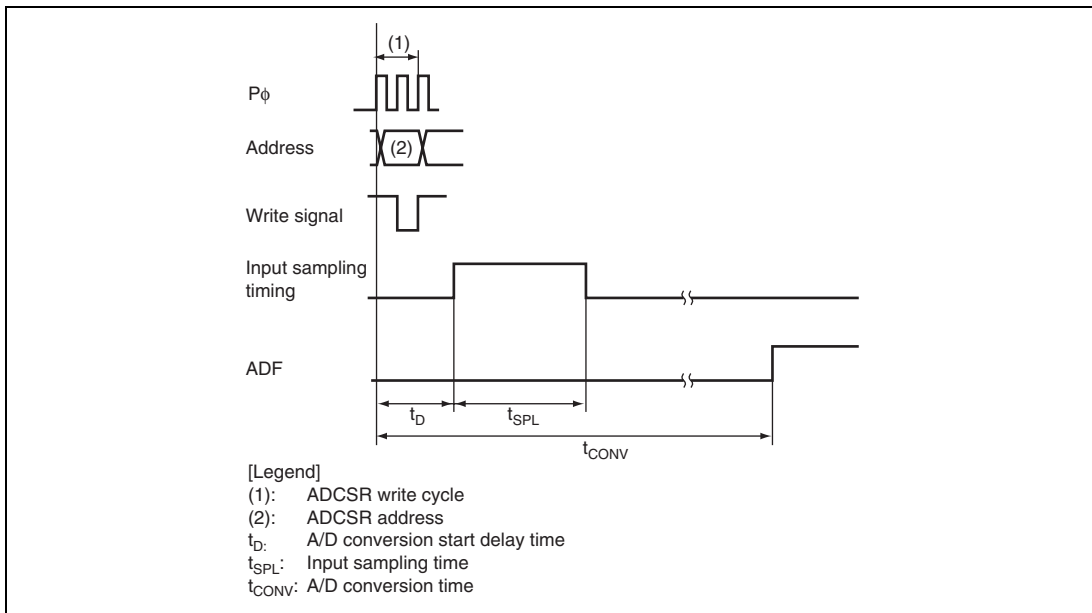 (1)
Pϕ
Address
(2)
Write signal
Input sampling
timing
ADF
tD
tSPL
tCONV
[Legend]
(1): ADCSR write cycle
(2): ADCSR address
tD: A/D conversion start delay time
tSPL: Input sampling time
tCONV: A/D conversion time